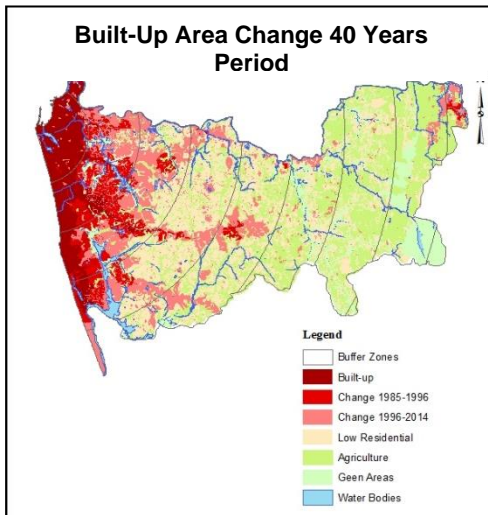 Built-Up Area Change 40 Years
Period
Legend
Buffer Zones
Built-up
Change 1985-1996
Change 1996-2014
Low Residential
Agriculture
Geen Areas
Water Bodies